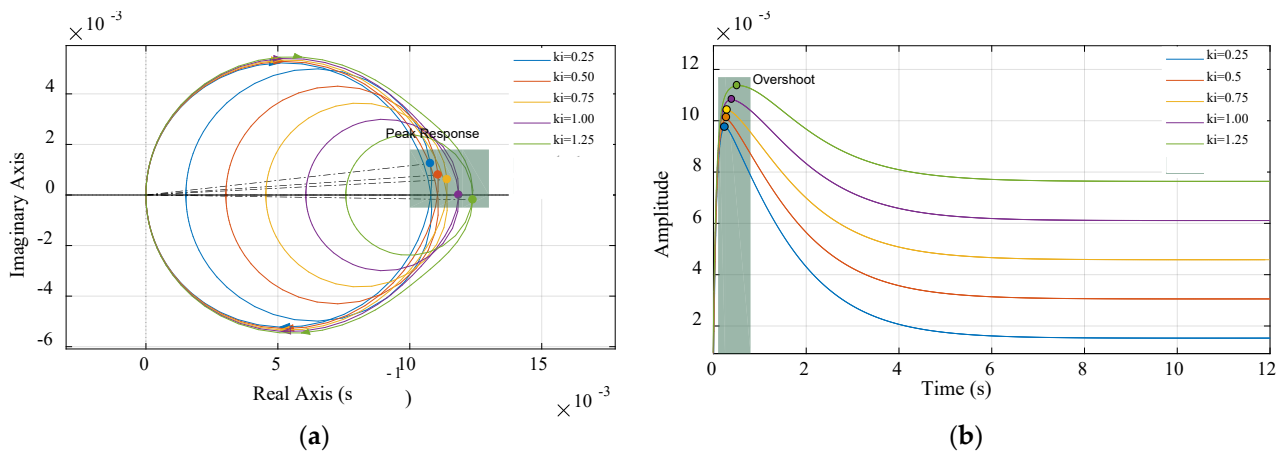 × 10 -3
4
2
0
-2
-4
-6
Imaginary Axis
Peak Response
ki=0.25
ki=0.50
ki=0.75
ki=1.00
ki=1.25
0
5
10
15
Real Axis (s -1 )
× 10 -3
(a)
× 10 -3
12
10
8
6
4
2
Amplitude
Overshoot
ki=0.25
ki=0.5
ki=0.75
ki=1.00
ki=1.25
0
2
4
6
8
10
12
Time (s)
(b)